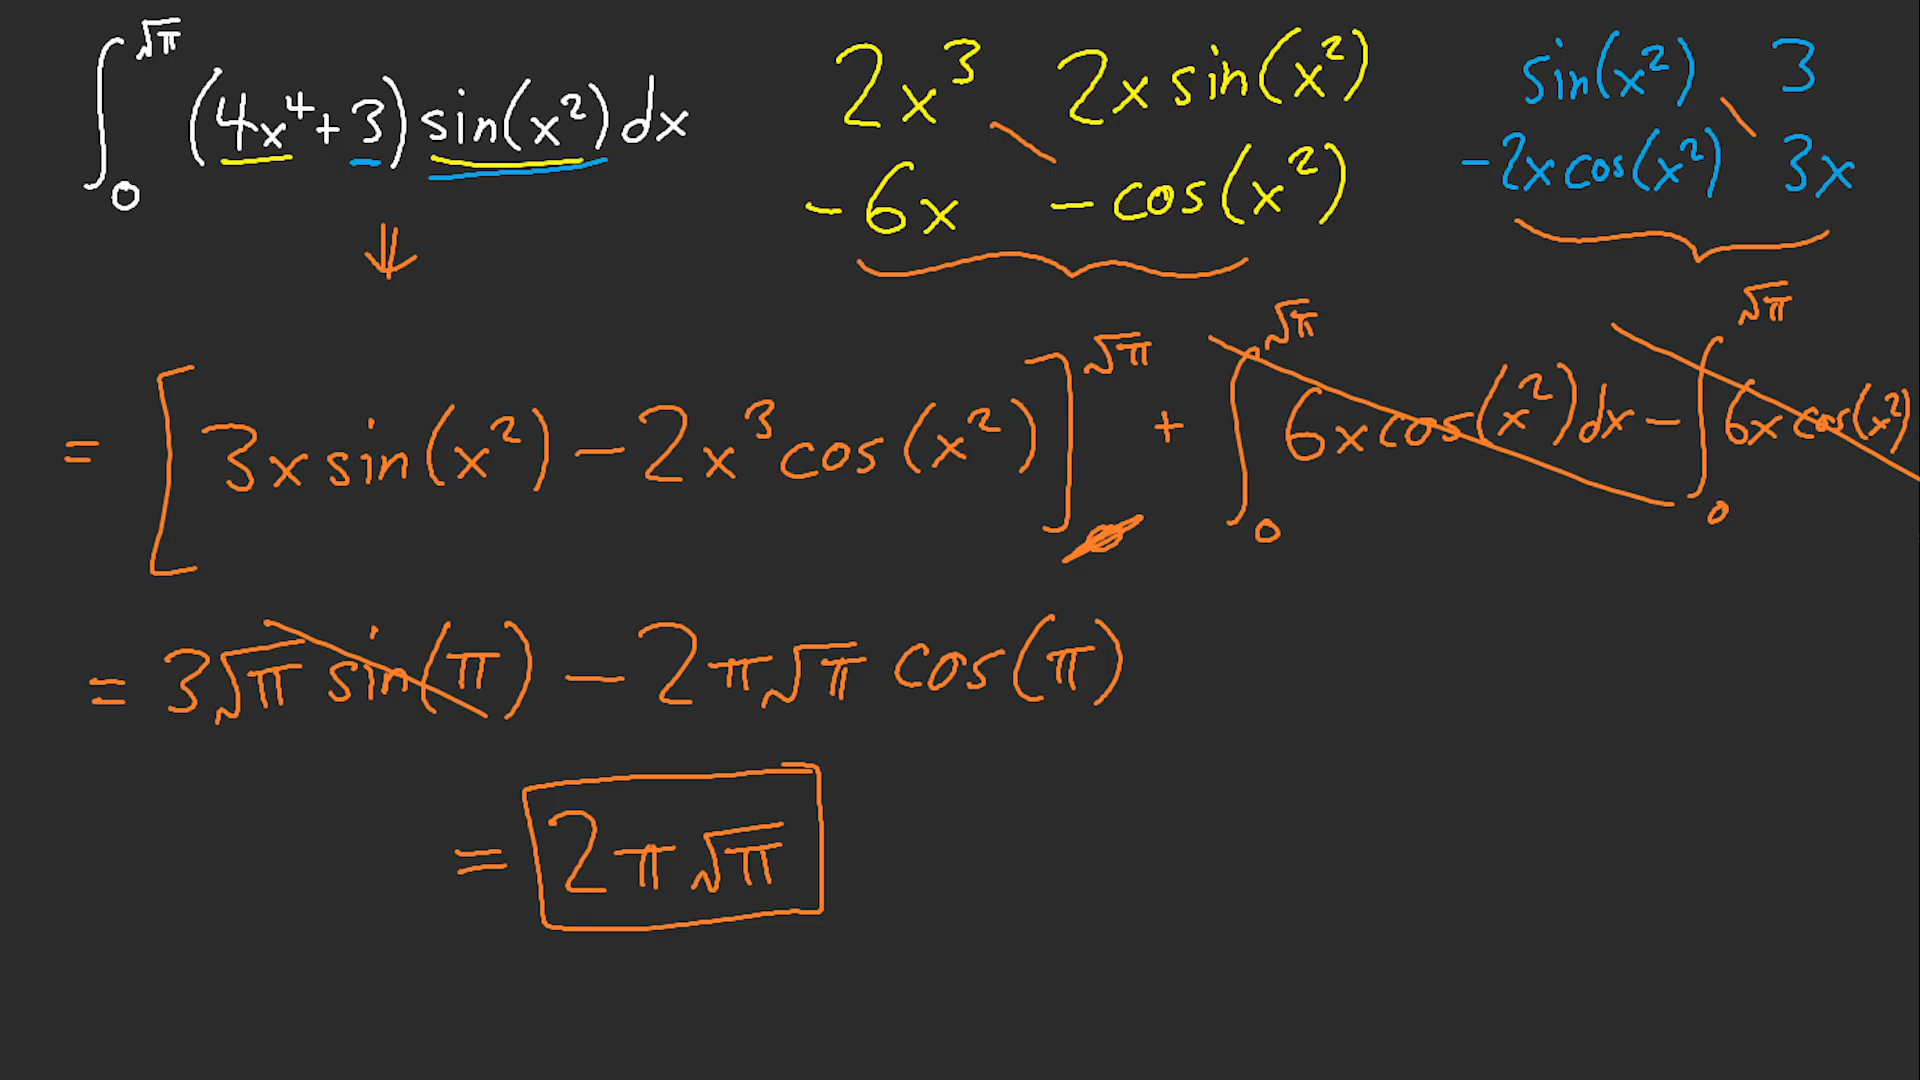 ∫₀^√π (4x⁴+3) sin(x²) dx
2x³ 2x sin(x²)
-6x -cos(x²)
sin(x²) 3
-2x cos(x²) 3x
= [3x sin(x²) - 2x³ cos(x²)]^√π + ∫₀^√π 6x cos(x²) dx - ∫₀^√π 6x cos(x²)
= 3√π sin(π) - 2π√π cos(π)
= 2π√π